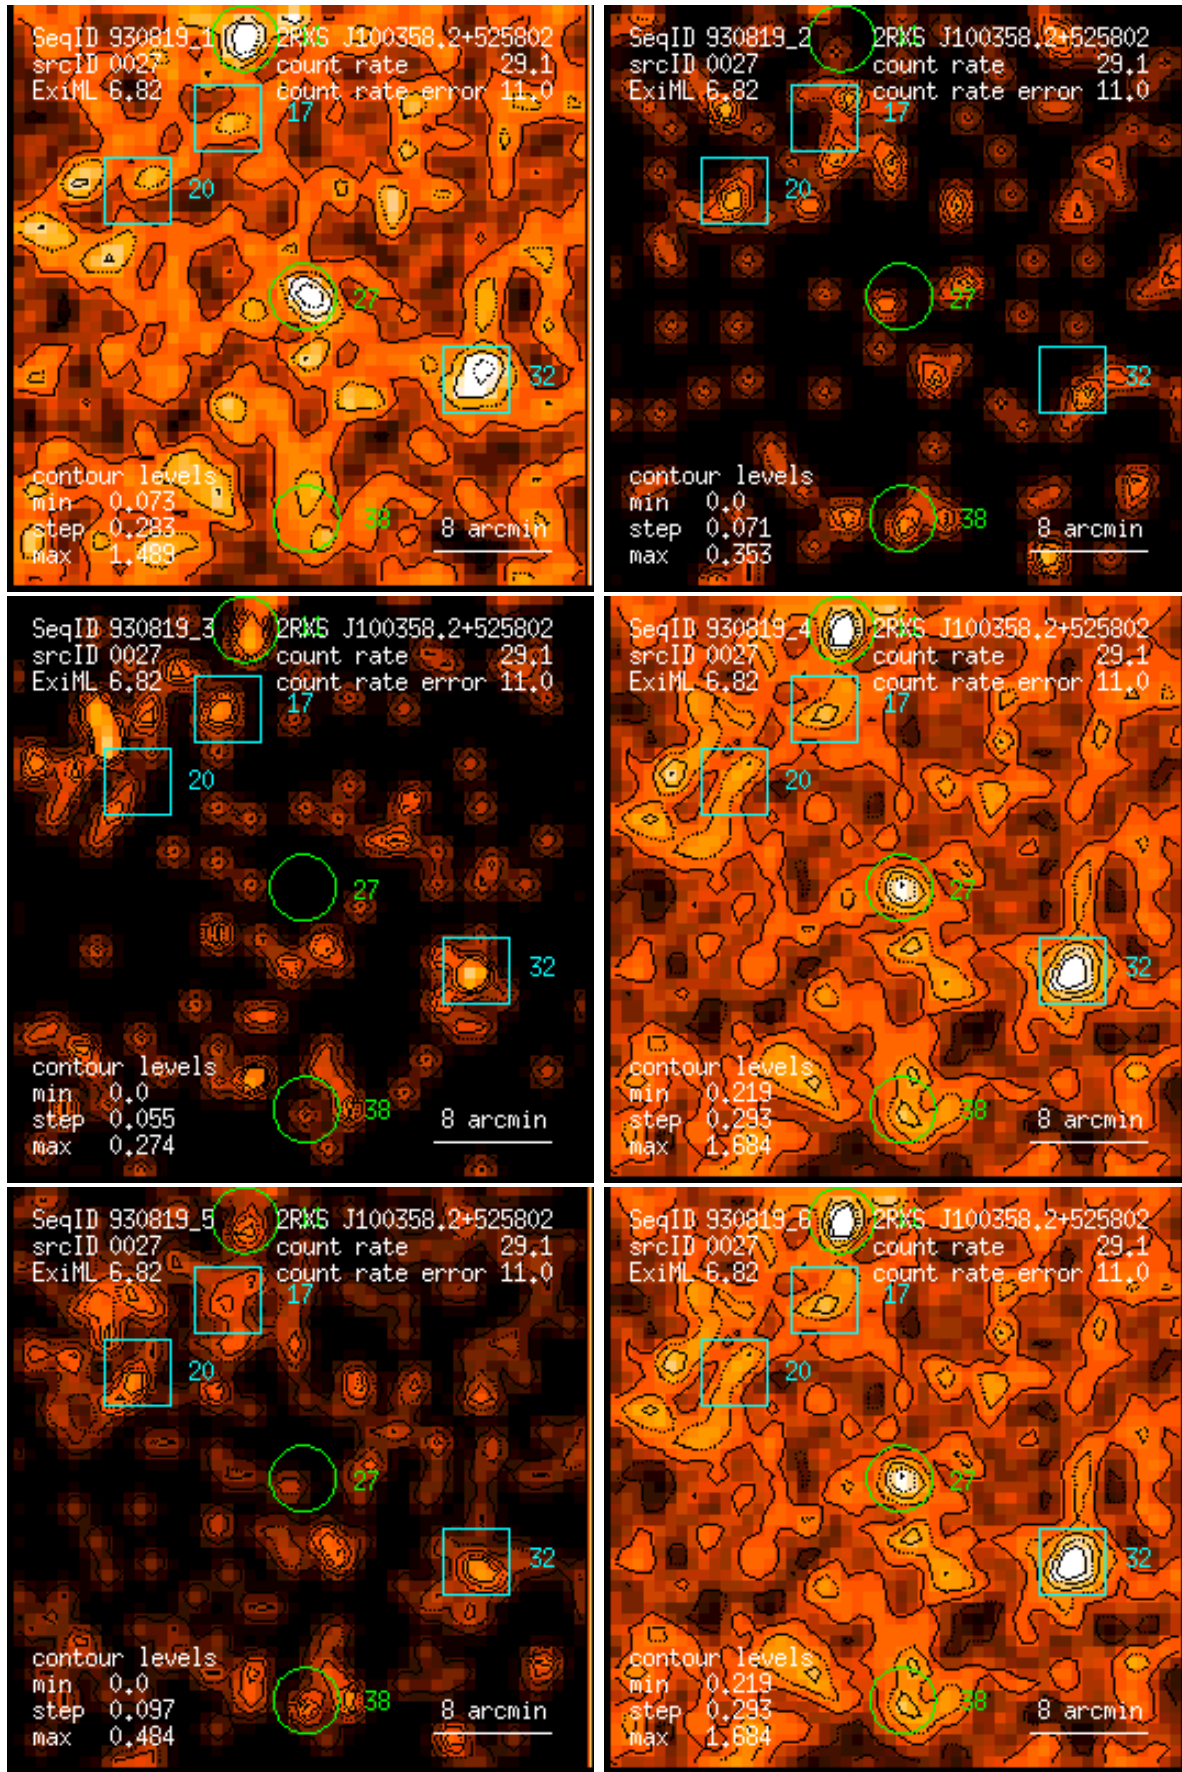 SeqID 930819_1 2RXS J100358.2+525802
srcID 0027 count rate 29.1
ExiML 6.82 count rate error 11.0
17
20
27
32
contour levels
min 0.073
step 0.283
max 1.489
38
8 arcmin
SeqID 930819_2 2RXS J100358.2+525802
srcID 0027 count rate 29.1
ExiML 6.82 count rate error 11.0
17
20
27
32
contour levels
min 0.0
step 0.071
max 0.353
38
8 arcmin
SeqID 930819_3 2RXS J100358.2+525802
srcID 0027 count rate 29.1
ExiML 6.82 count rate error 11.0
17
20
27
32
contour levels
min 0.0
step 0.055
max 0.274
38
8 arcmin
SeqID 930819_4 2RXS J100358.2+525802
srcID 0027 count rate 29.1
ExiML 6.82 count rate error 11.0
17
20
27
32
contour levels
min 0.219
step 0.293
max 1.684
38
8 arcmin
SeqID 930819_5 2RXS J100358.2+525802
srcID 0027 count rate 29.1
ExiML 6.82 count rate error 11.0
17
20
27
32
contour levels
min 0.0
step 0.097
max 0.484
38
8 arcmin
SeqID 930819_6 2RXS J100358.2+525802
srcID 0027 count rate 29.1
ExiML 6.82 count rate error 11.0
17
20
27
32
contour levels
min 0.219
step 0.293
max 1.684
38
8 arcmin